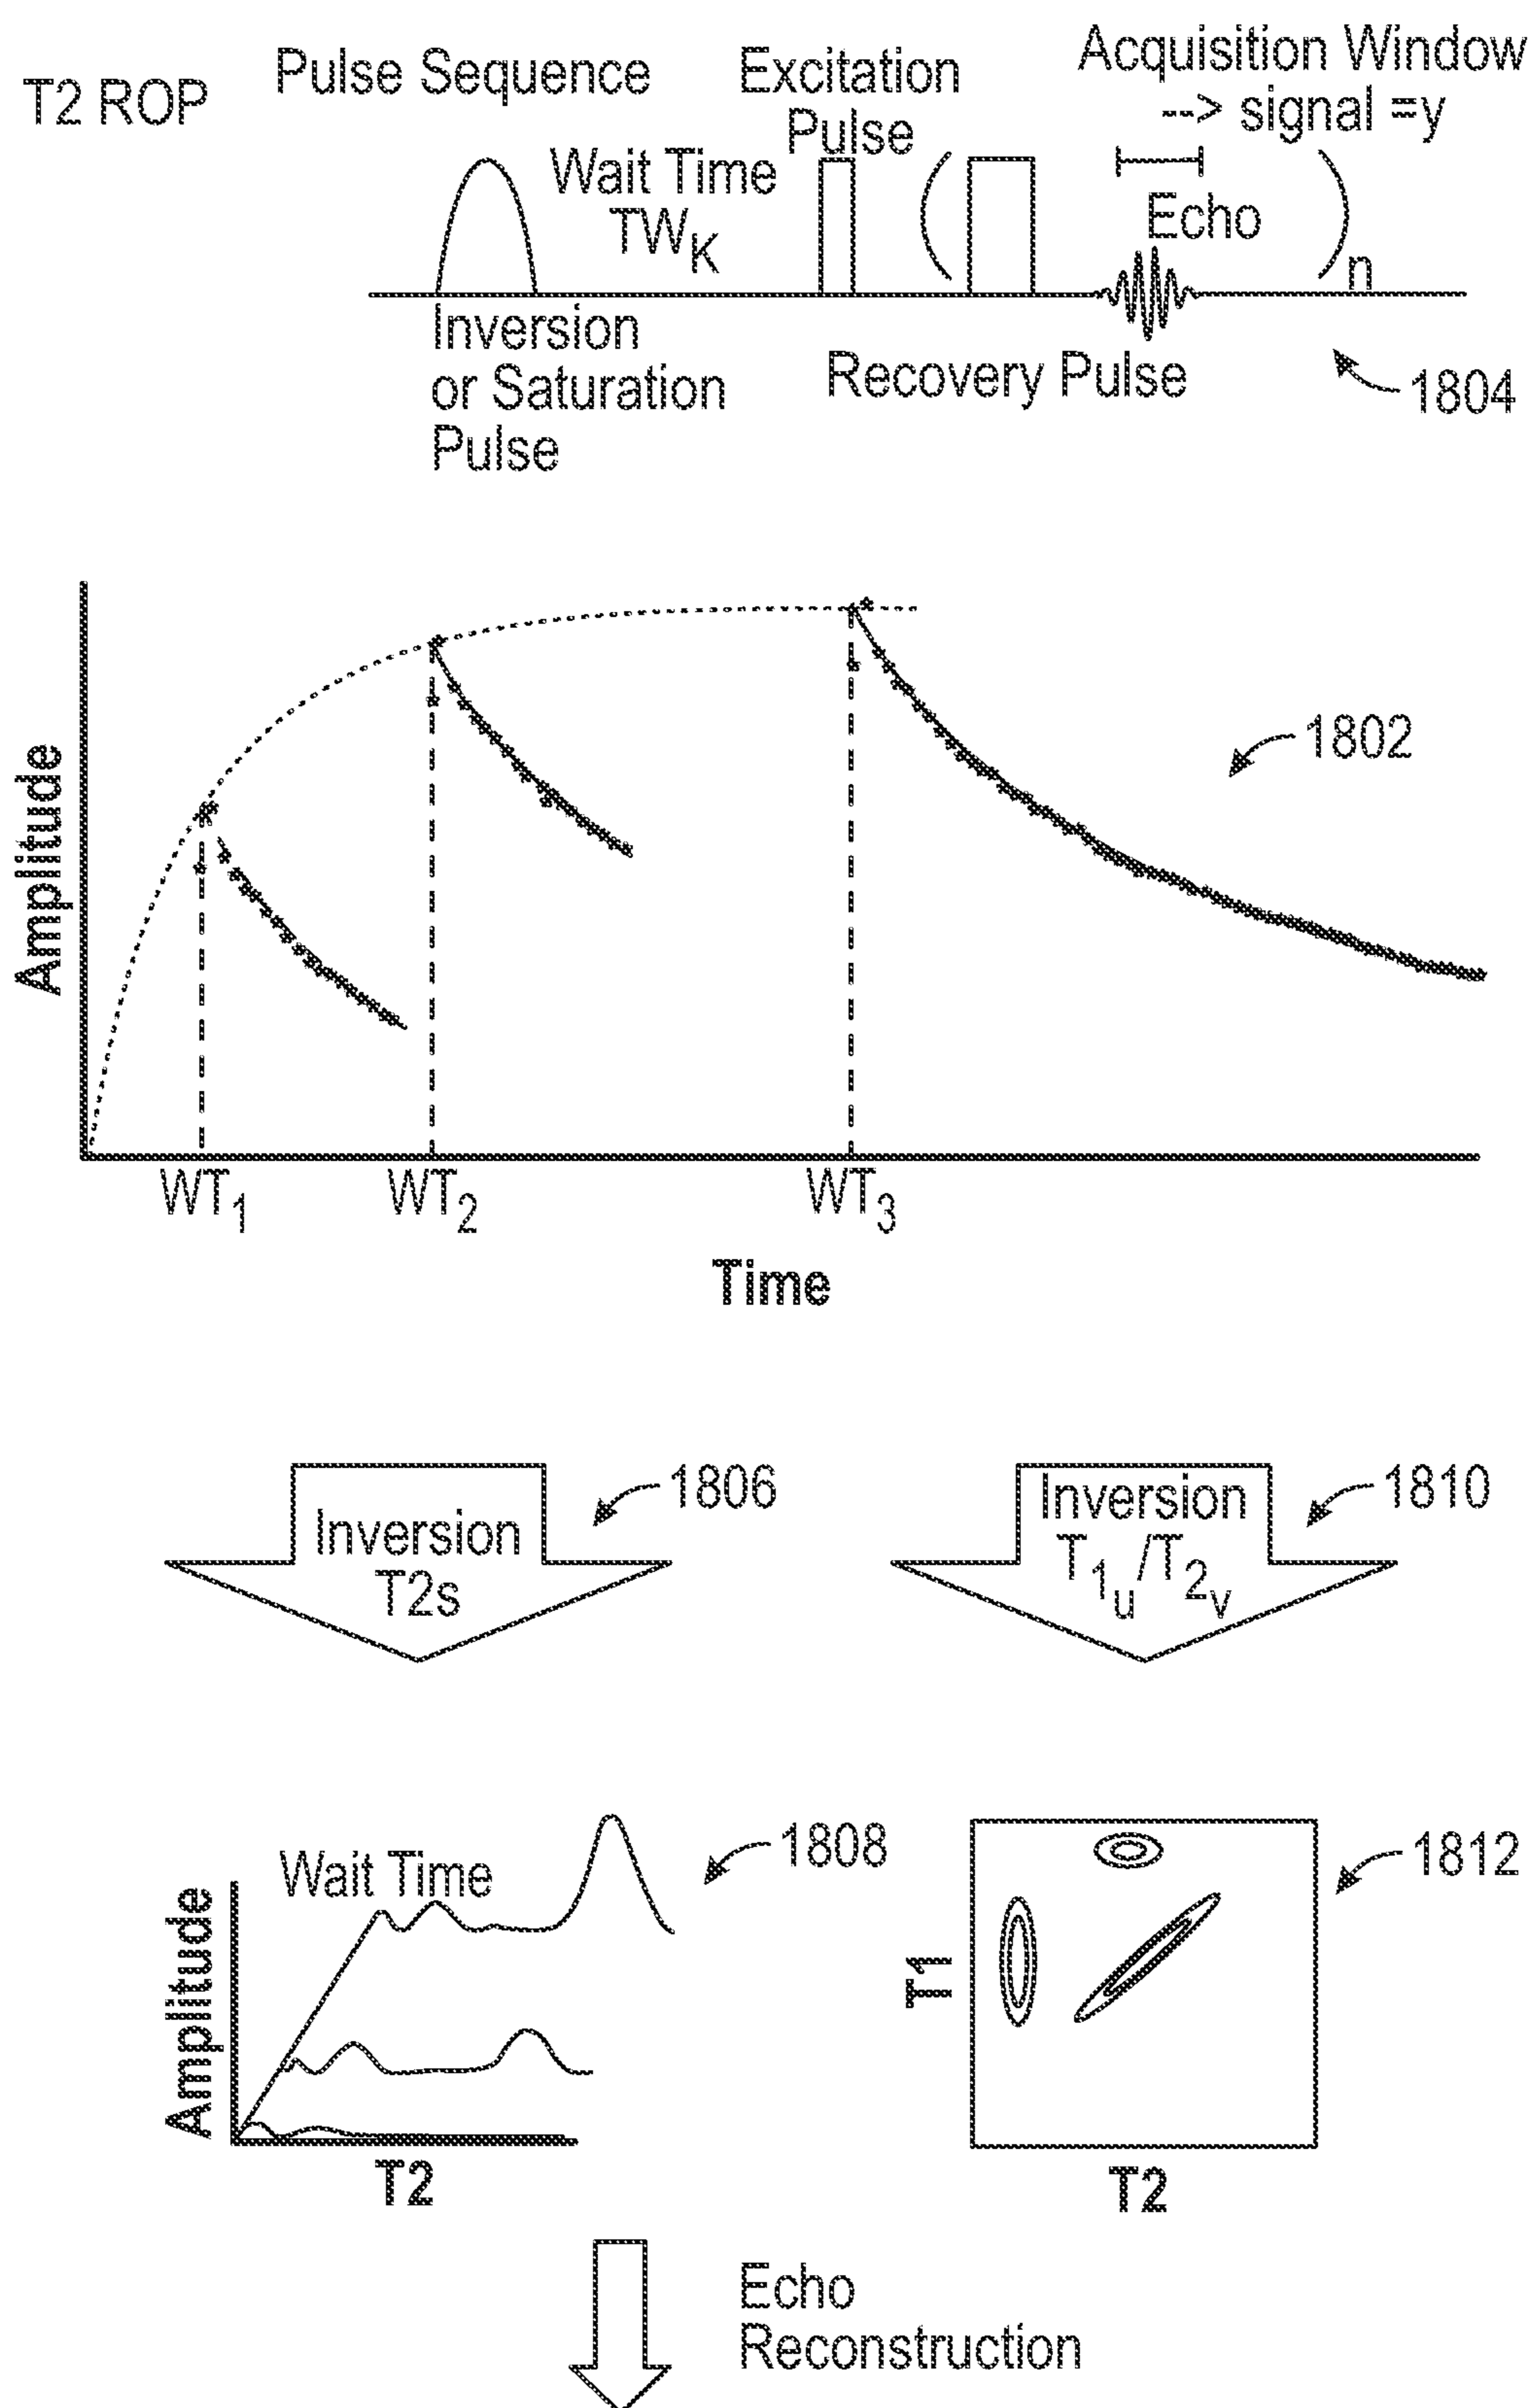 T2 ROP
Pulse Sequence
Excitation
Pulse
Acquisition Window
--> signal =y
Wait Time
TWK
Echo
n
Inversion
or Saturation
Pulse
Recovery Pulse
1804
Amplitude
1802
WT1
WT2
WT3
Time
Inversion
T2s
1806
Inversion
T1u/T2v
1810
Wait Time
1808
Amplitude
T2
1812
T1
T2
Echo
Reconstruction